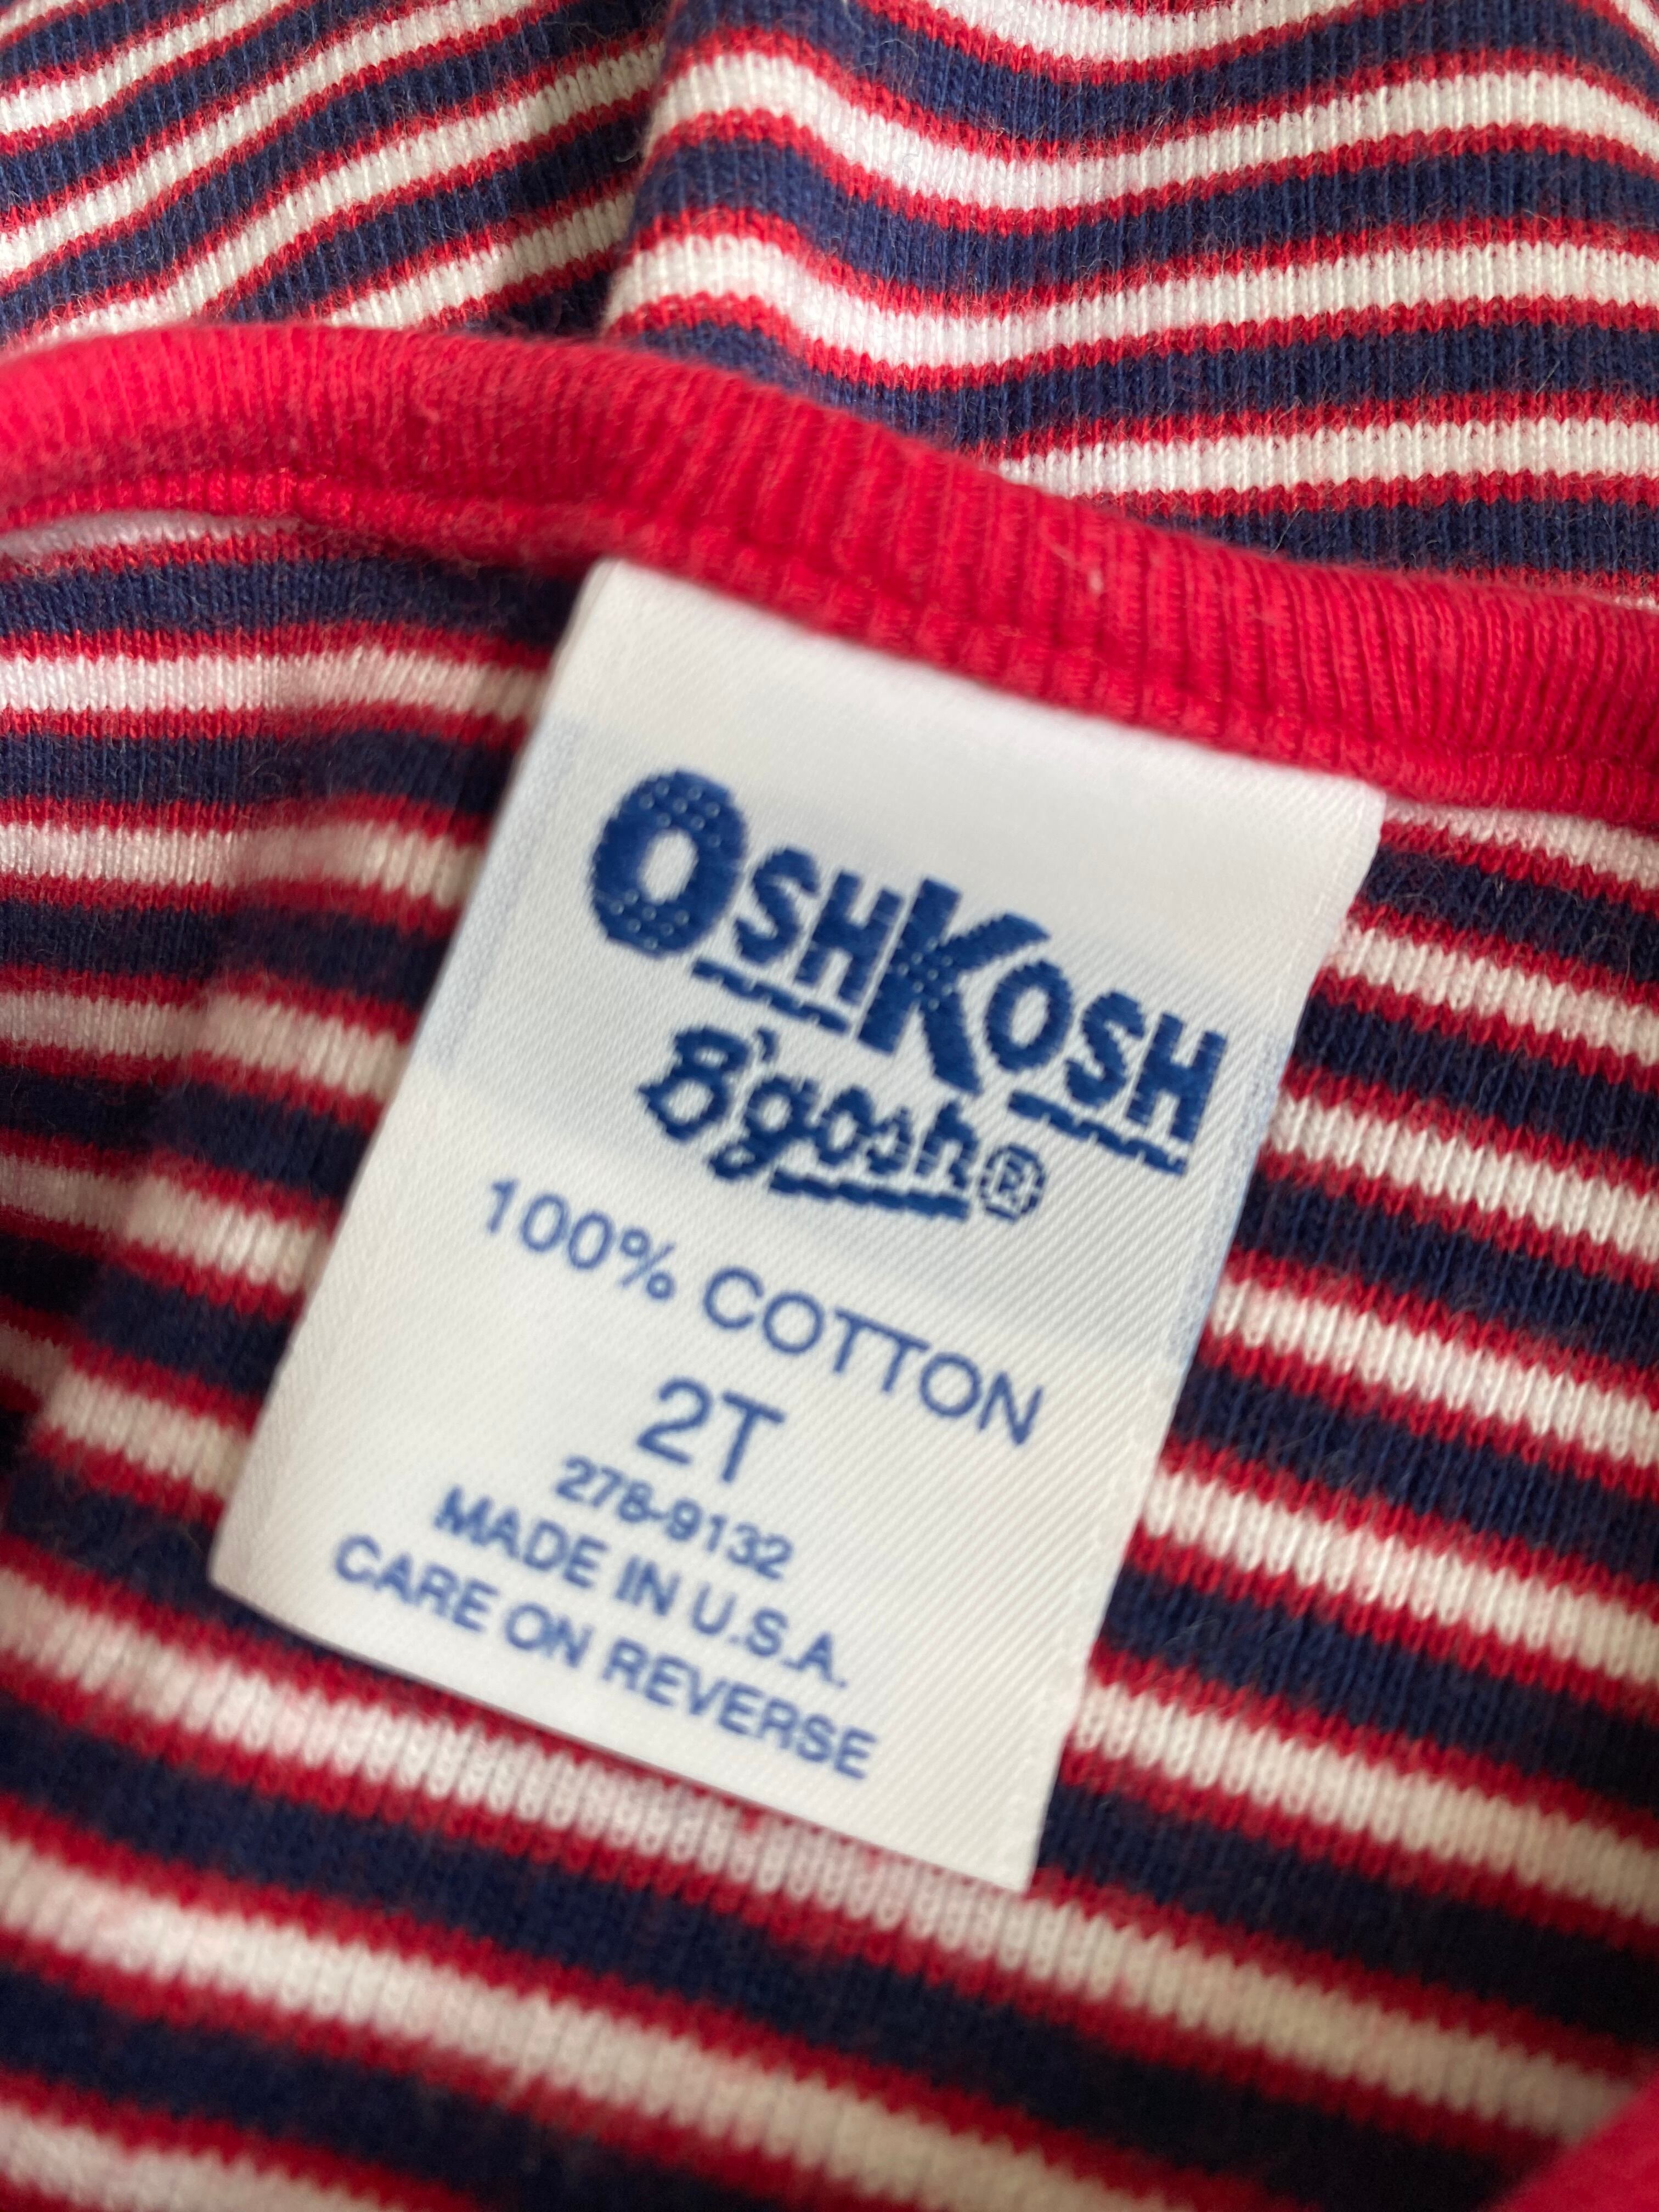 OSHKOSH
B'gosh®
100% COTTON
2T
278-9132
MADE IN U.S.A.
CARE ON REVERSE